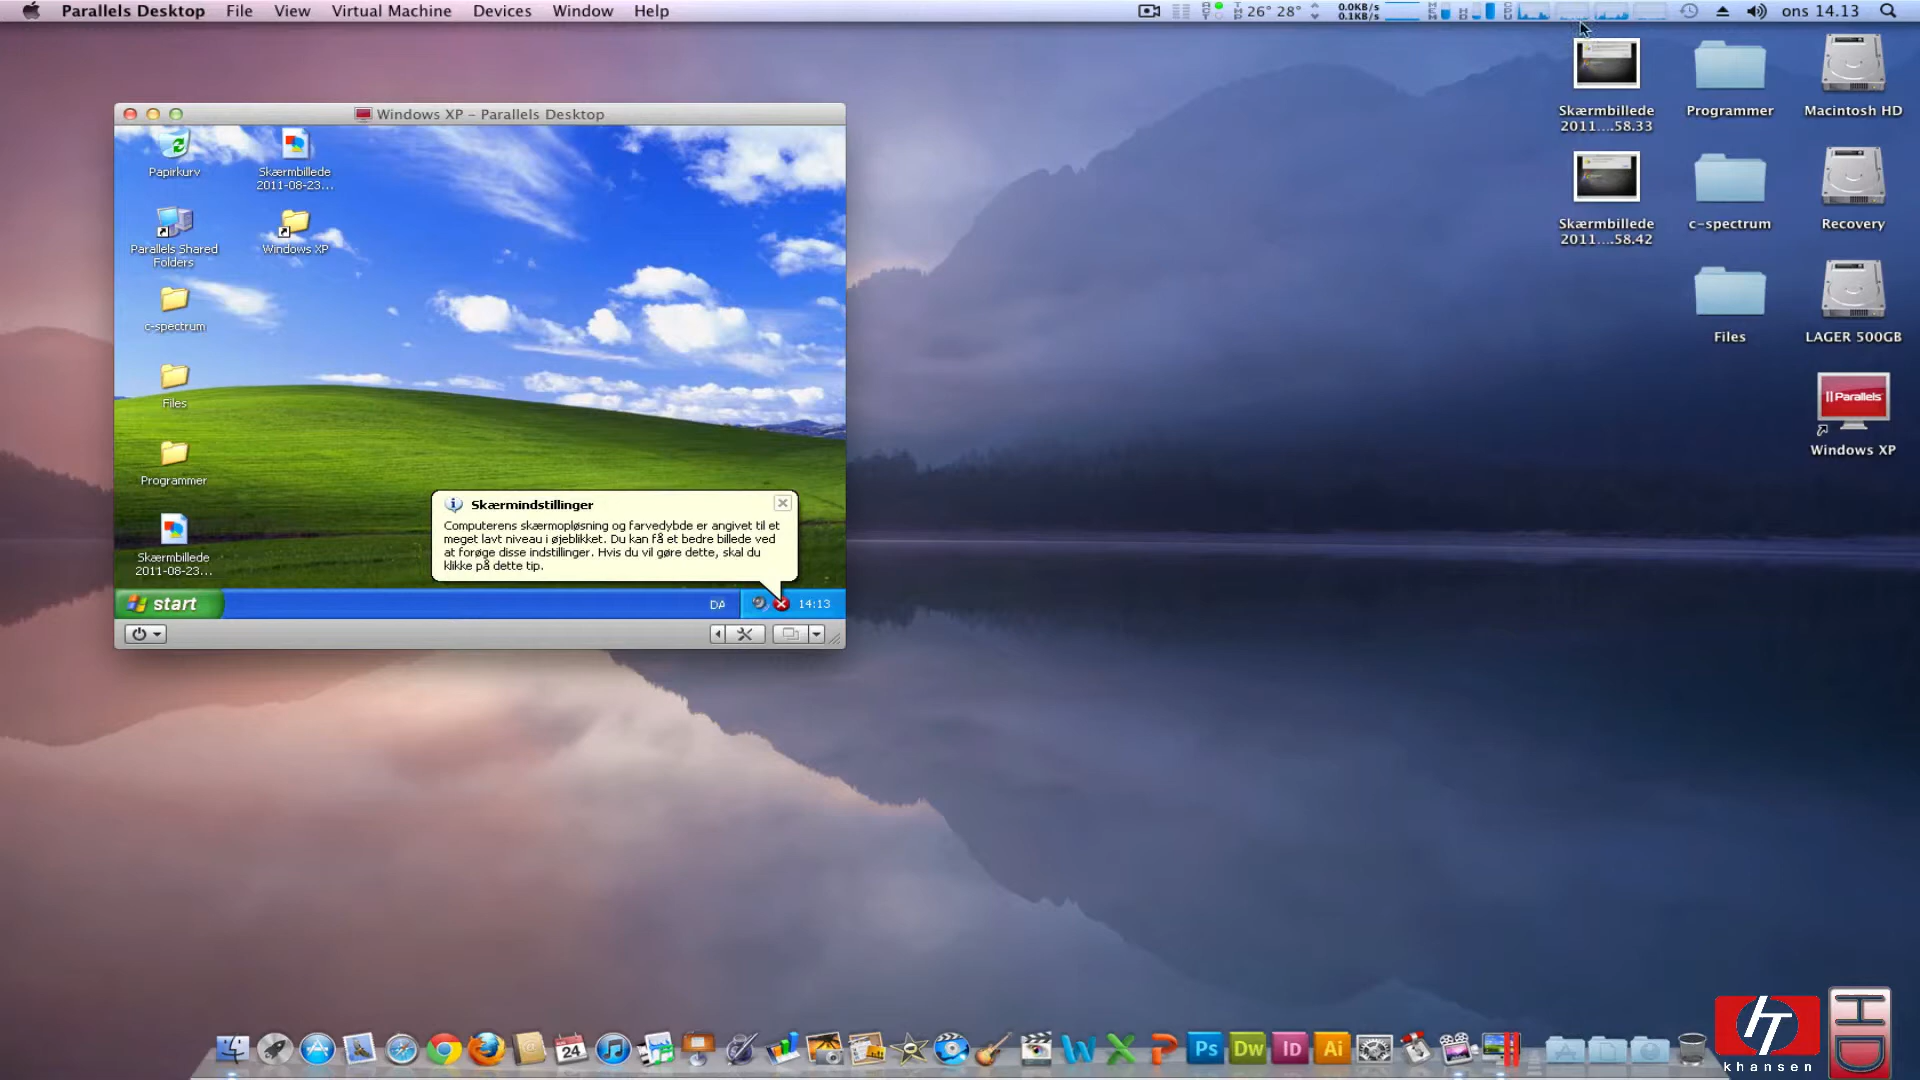 Parallels Desktop File View Virtual Machine Devices Window Help
26° 28° 0.0KB/s ons 14.13
0.1KB/s
Skærmbillede
2011....58.33
Programmer
Macintosh HD
Skærmbillede
2011....58.42
c-spectrum
Recovery
Files
LAGER 500GB
Parallels
Windows XP
Windows XP - Parallels Desktop
Papirkurv
Skærmbillede
2011-08-23...
Parallels Shared
Folders
Windows XP
c-spectrum
Files
Programmer
Skærmbillede
2011-08-23...
Skærmindstillinger
Computerens skærmopløsning og farvedybde er angivet til et
meget lavt niveau i øjeblikket. Du kan få et bedre billede ved
at forøge disse indstillinger. Hvis du vil gøre dette, skal du
klikke på dette tip.
start DA 14:13
24 Ps Dw Id Ai
khansen
HD